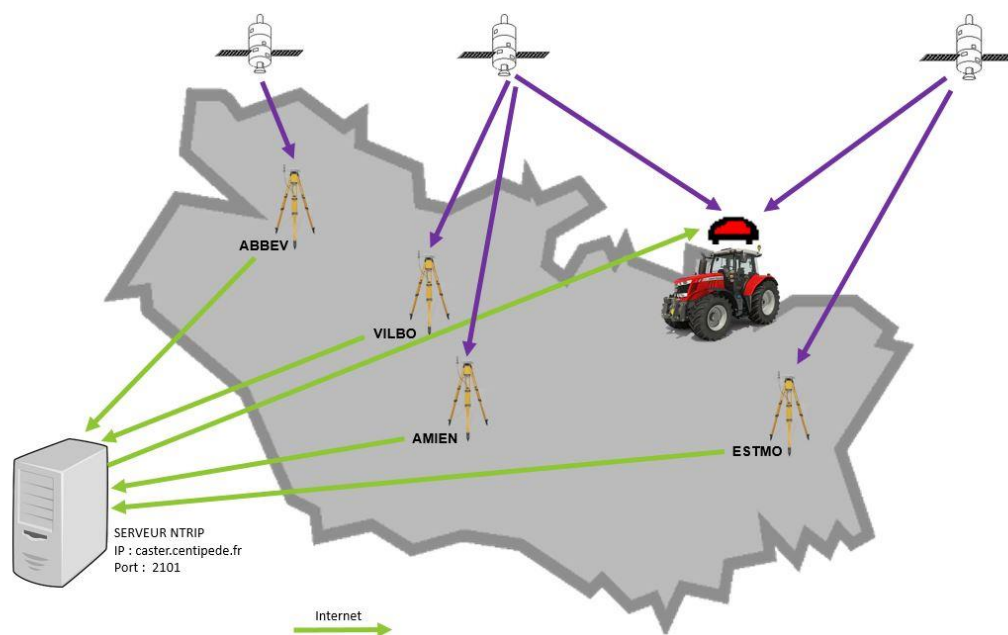 ABBEV
VILBO
AMIEN
ESTMO
SERVEUR NTRIP
IP : caster.centipede.fr
Port : 2101
Internet